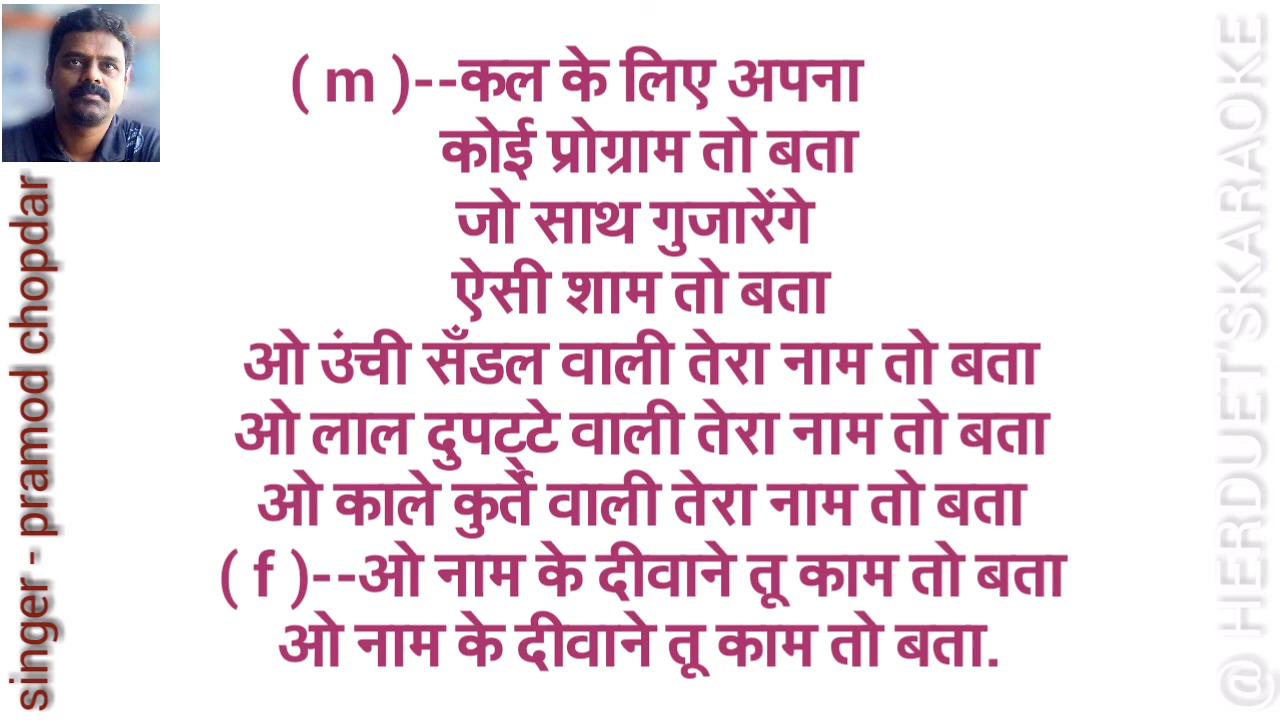 ( m )--कल के लिए अपना
कोई प्रोग्राम तो बता
जो साथ गुजारेंगे
ऐसी शाम तो बता
ओ उंची सँडल वाली तेरा नाम तो बता
ओ लाल दुपट्टे वाली तेरा नाम तो बता
ओ काले कुर्ते वाली तेरा नाम तो बता
( f )--ओ नाम के दीवाने तू काम तो बता
ओ नाम के दीवाने तू काम तो बता.
singer - pramod chopdar
@ HERDUET'SKARAOKE